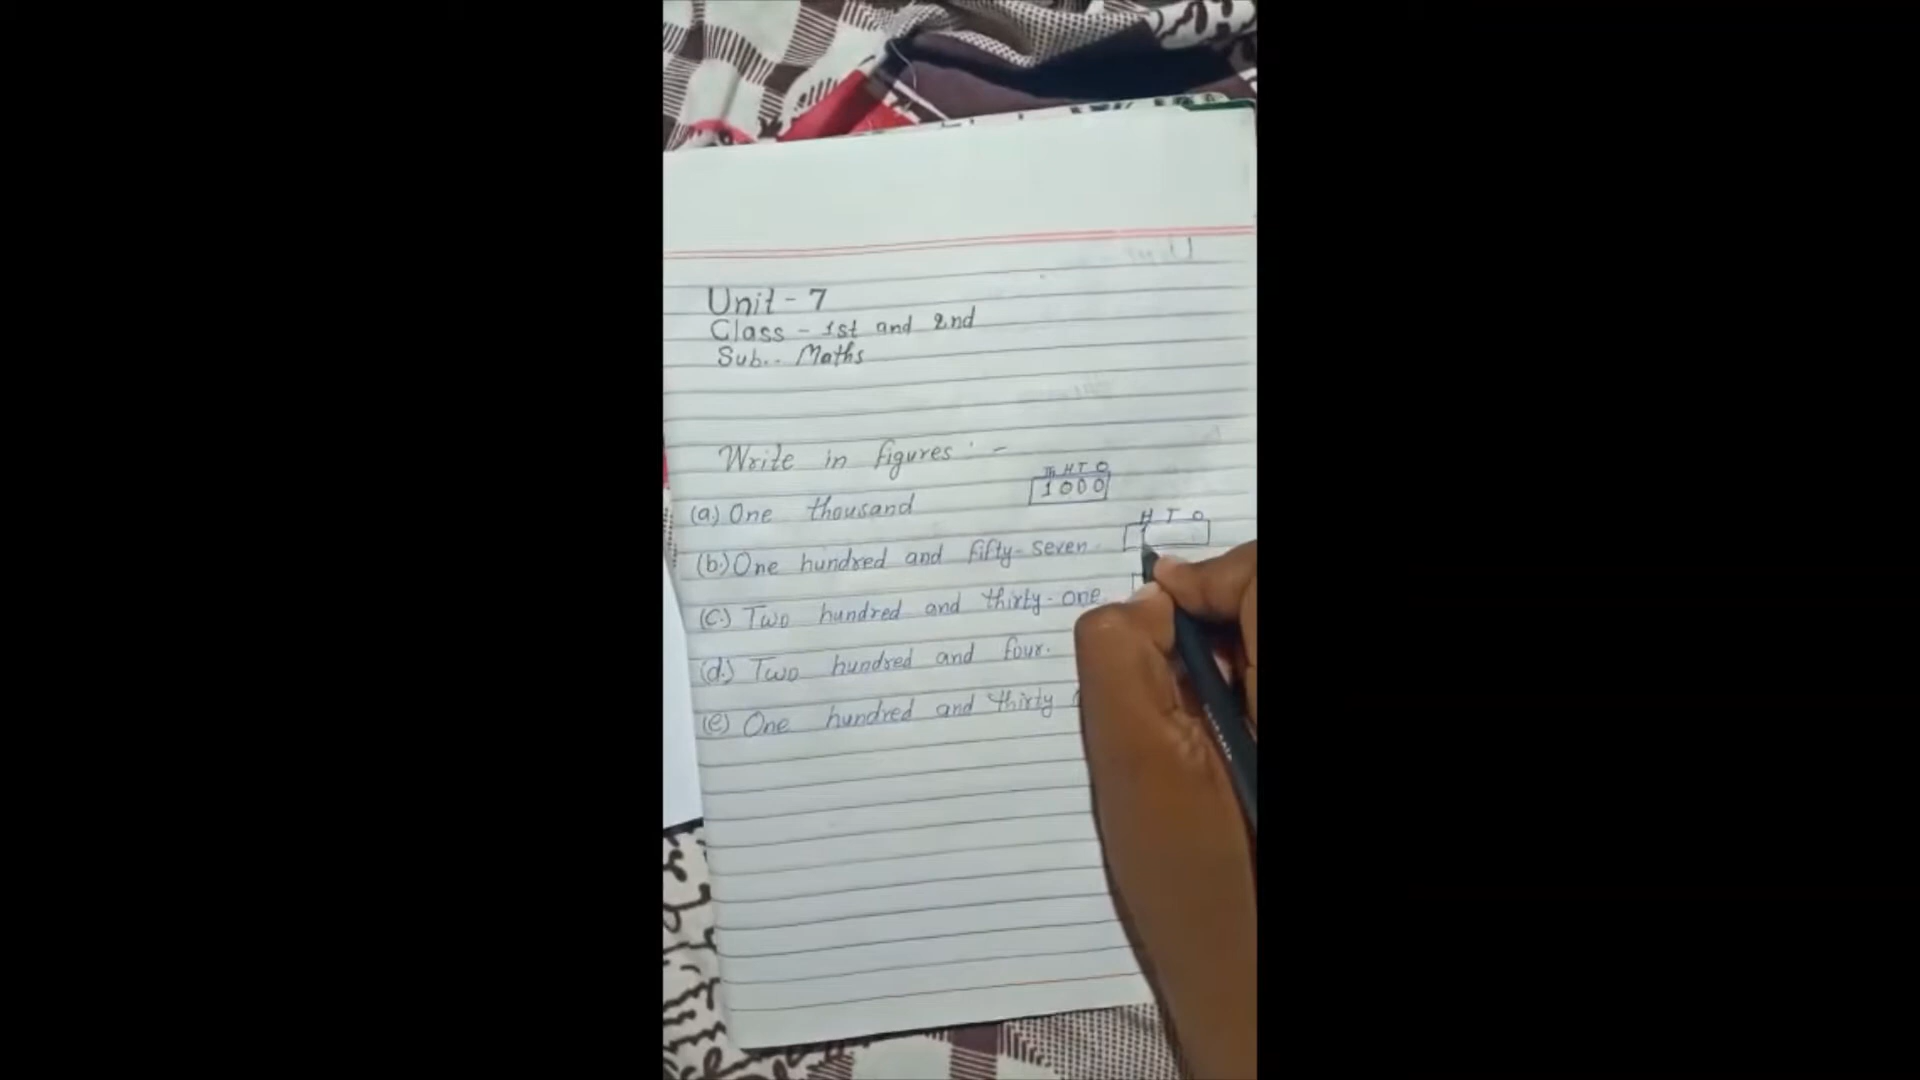 Unit - 7
Class - 1st and 2nd
Sub.. Maths
Write in figures : -
Th H T O
(a.) One thousand 1000
H T O
(b.) One hundred and fifty-seven 1
(C.) Two hundred and thirty-one
(d.) Two hundred and four.
(e) One hundred and thirty